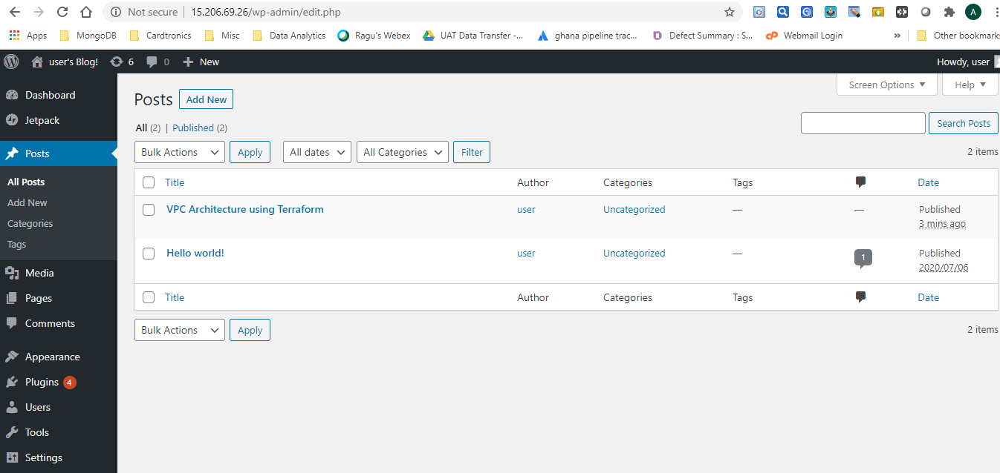 Not secure | 15.206.69.26/wp-admin/edit.php
A
Apps MongoDB Cardtronics Misc Data Analytics Ragu's Webex UAT Data Transfer -... ghana pipeline trac... Defect Summary : S... cP Webmail Login » Other bookmarks
user's Blog! 6 0 + New Howdy, user
Screen Options Help
Dashboard
Jetpack
Posts
All Posts
Add New
Categories
Tags
Media
Pages
Comments
Appearance
Plugins 4
Users
Tools
Settings
Posts Add New
All (2) | Published (2)
Search Posts
Bulk Actions Apply All dates All Categories Filter
2 items
Title Author Categories Tags Date
VPC Architecture using Terraform user Uncategorized — — Published
3 mins ago
Hello world! user Uncategorized — 1 Published
2020/07/06
Title Author Categories Tags Date
Bulk Actions Apply
2 items